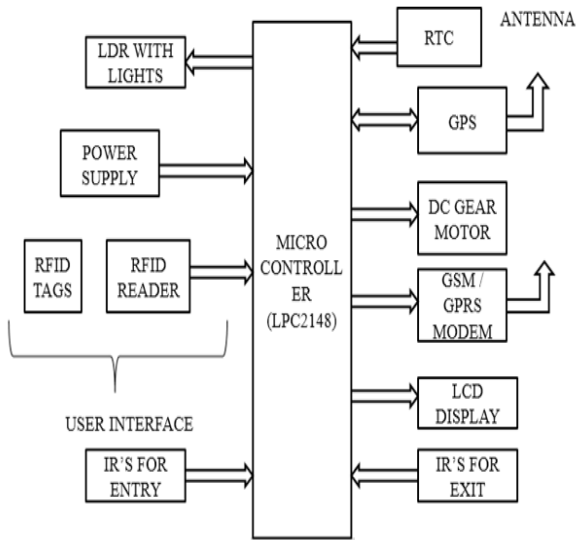 LDR WITH
LIGHTS
POWER
SUPPLY
RFID
TAGS
RFID
READER
USER INTERFACE
IR'S FOR
ENTRY
MICRO
CONTROLL
ER
(LPC2148)
RTC
ANTENNA
GPS
DC GEAR
MOTOR
GSM /
GPRS
MODEM
LCD
DISPLAY
IR'S FOR
EXIT